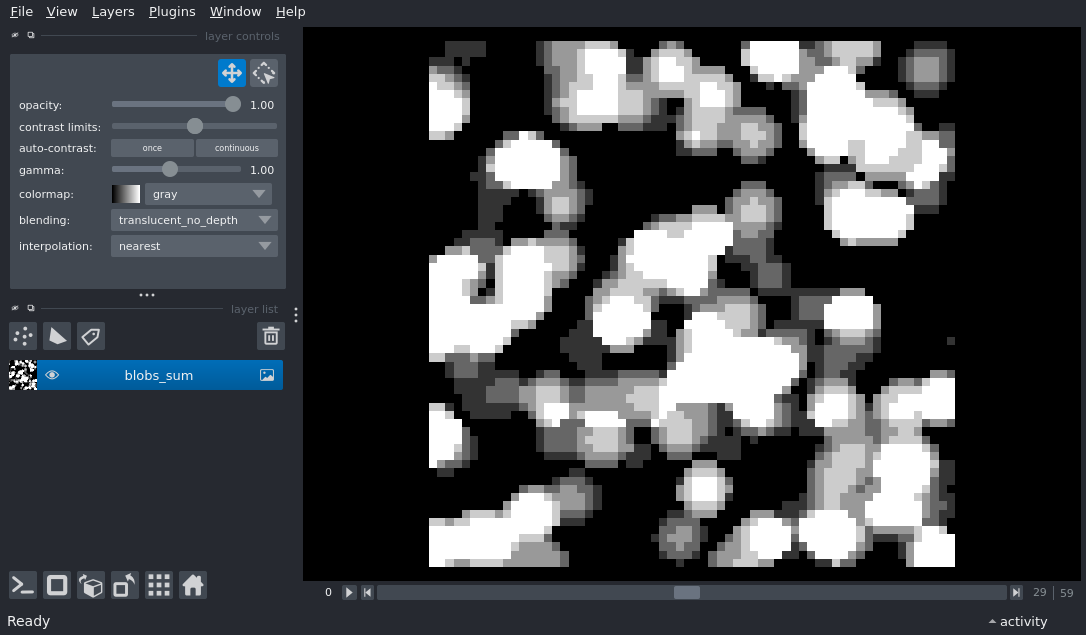 File View Layers Plugins Window Help
layer controls
opacity: 1.00
contrast limits:
auto-contrast: once continuous
gamma: 1.00
colormap: gray
blending: translucent_no_depth
interpolation: nearest
layer list
blobs_sum
0 29 59
Ready activity